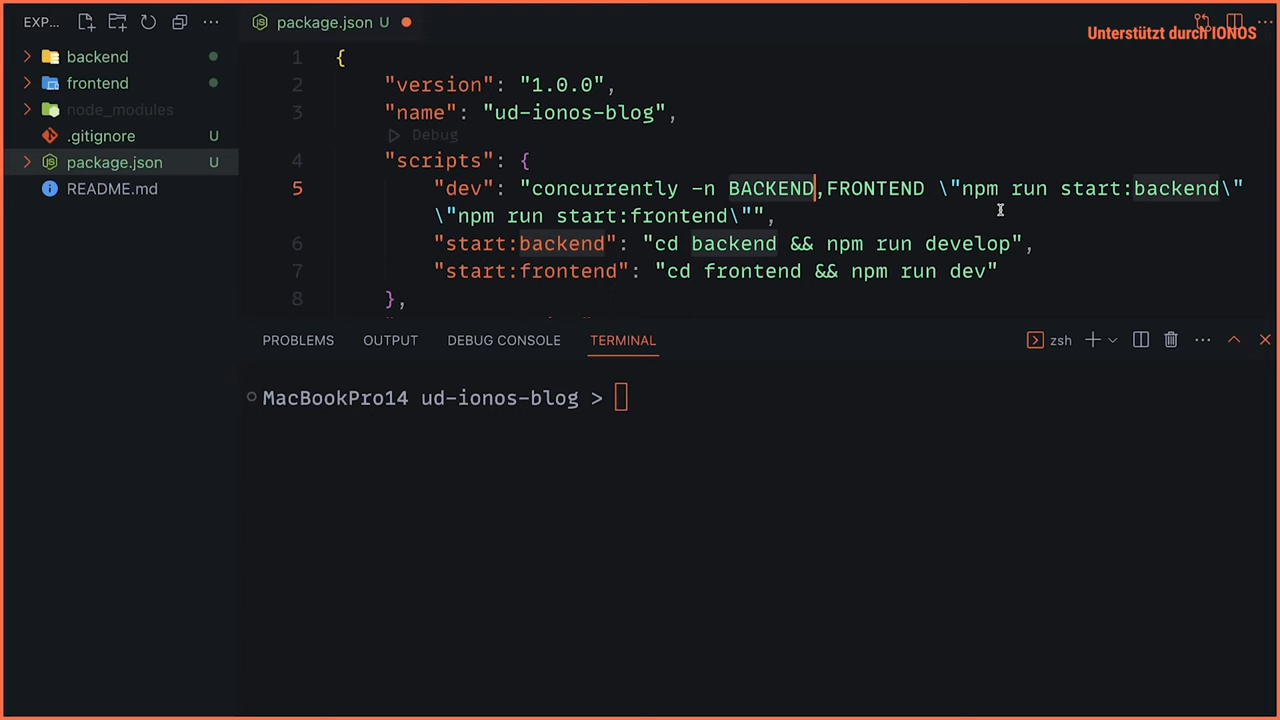 EXP...
package.json U
Unterstützt durch IONOS
backend
frontend
node_modules
.gitignore U
package.json U
README.md
1 {
2 "version": "1.0.0",
3 "name": "ud-ionos-blog",
Debug
4 "scripts": {
5 "dev": "concurrently -n BACKEND,FRONTEND \"npm run start:backend\"
\"npm run start:frontend\"",
6 "start:backend": "cd backend && npm run develop",
7 "start:frontend": "cd frontend && npm run dev"
8 },
PROBLEMS OUTPUT DEBUG CONSOLE TERMINAL zsh
MacBookPro14 ud-ionos-blog >